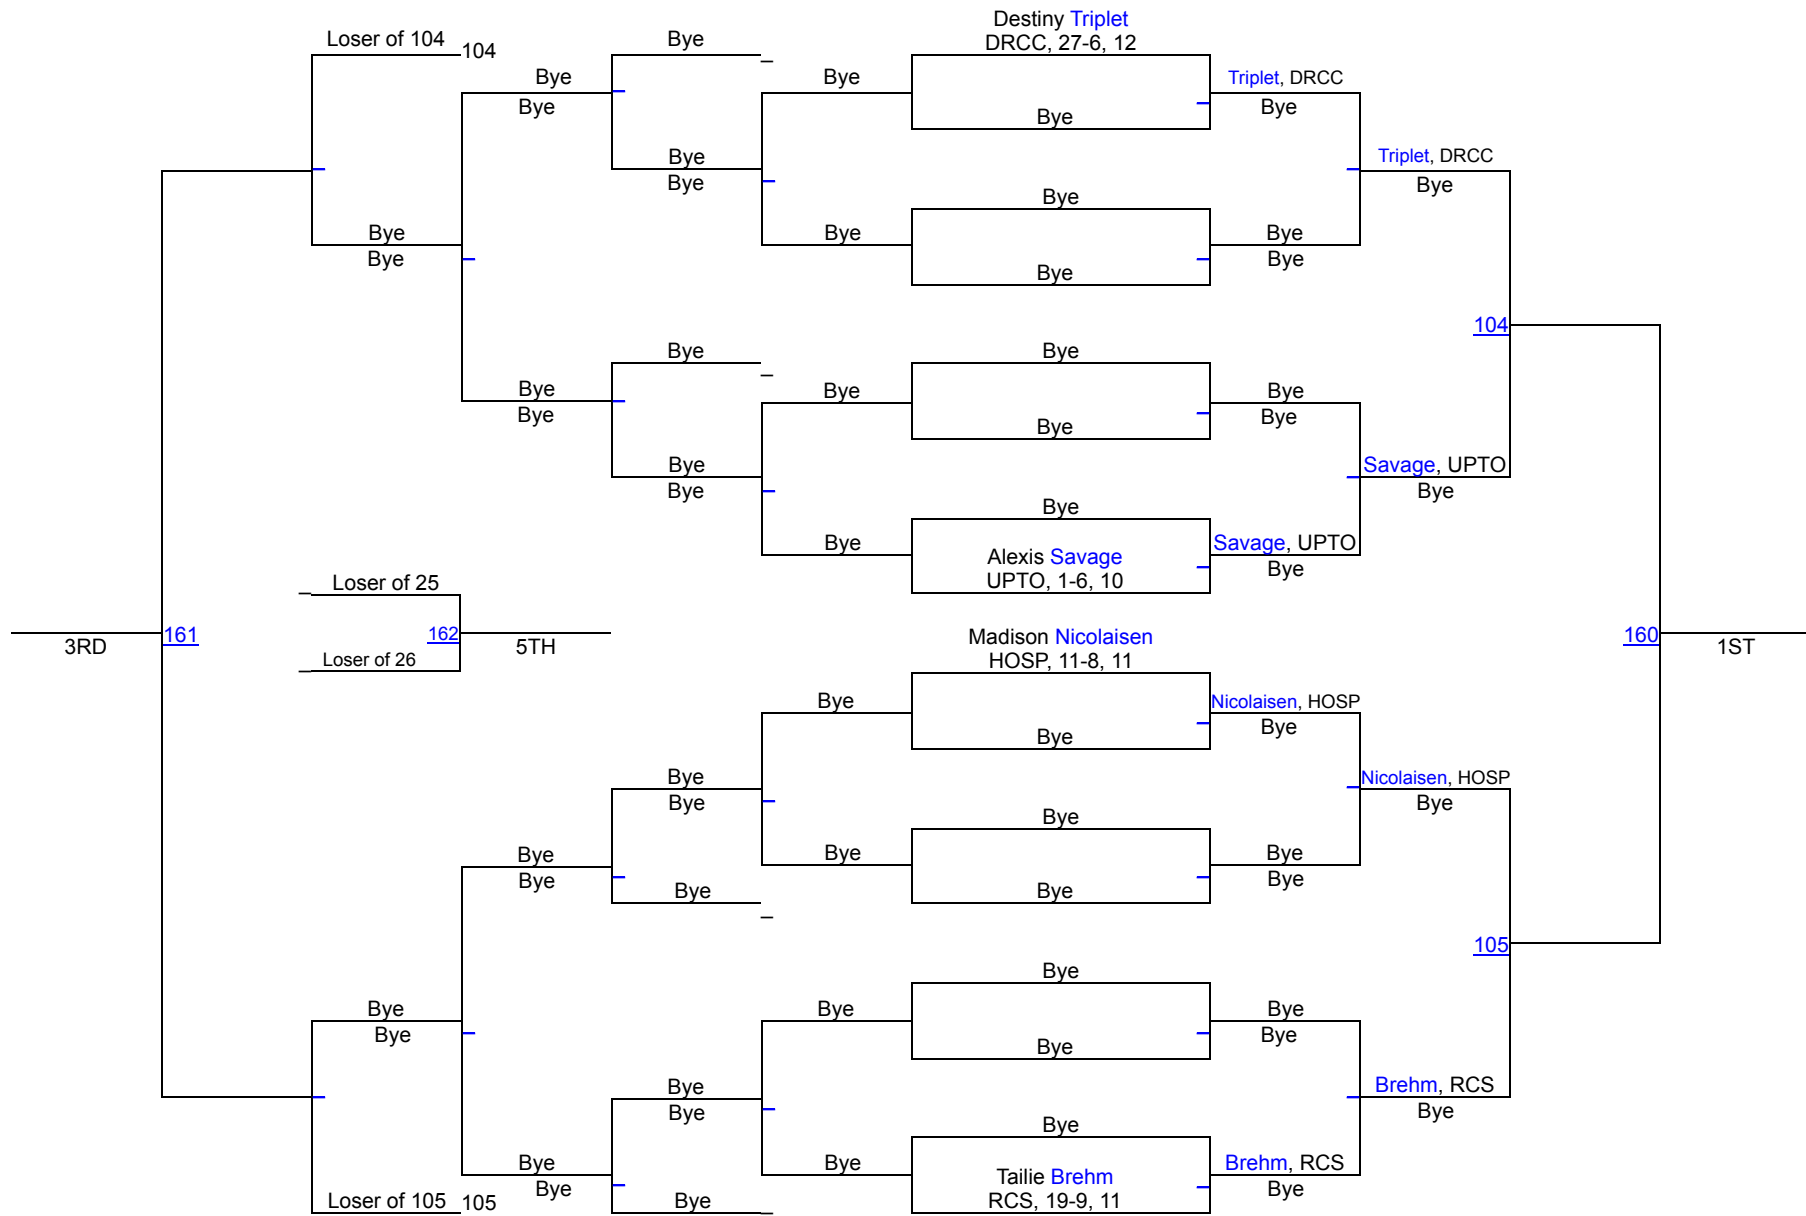 Destiny Triplet
DRCC, 27-6, 12
Loser of 104
104
Bye
Bye
Bye
Triplet, DRCC
Bye
Bye
Bye
Bye
Bye
Bye
Triplet, DRCC
Bye
Bye
Bye
Bye
Bye
Bye
Bye
Bye
Bye
104
Bye
Bye
Bye
Bye
Bye
Bye
Bye
Bye
Bye
Bye
Savage, UPTO
Bye
Bye
Bye
Bye
Savage, UPTO
Alexis Savage
UPTO, 1-6, 10
Bye
Loser of 25
3RD
161
162
5TH
Loser of 26
Madison Nicolaisen
HOSP, 11-8, 11
160
1ST
Bye
Nicolaisen, HOSP
Bye
Bye
Bye
Bye
Nicolaisen, HOSP
Bye
Bye
Bye
Bye
Bye
Bye
Bye
Bye
Bye
Bye
105
Bye
Bye
Bye
Bye
Bye
Bye
Bye
Bye
Bye
Brehm, RCS
Bye
Bye
Bye
Bye
Bye
Bye
Brehm, RCS
Tailie Brehm
RCS, 19-9, 11
Bye
Loser of 105
105
Bye